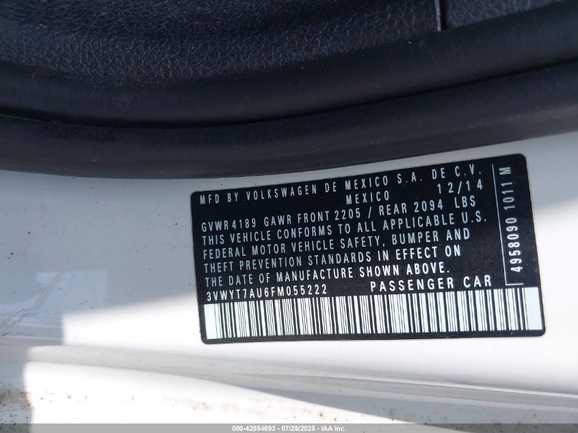 MFD BY VOLKSWAGEN DE MEXICO S.A. DE C.V.
MEXICO 12/14
GVWR 4189 GAWR FRONT 2205 / REAR 2094 LBS
THIS VEHICLE CONFORMS TO ALL APPLICABLE U.S.
FEDERAL MOTOR VEHICLE SAFETY, BUMPER AND
THEFT PREVENTION STANDARDS IN EFFECT ON
THE DATE OF MANUFACTURE SHOWN ABOVE.
3VWYT7AU6FM055222 PASSENGER CAR
4958090 1011 M
000-42954693 - 07/28/2025 - IAA Inc.